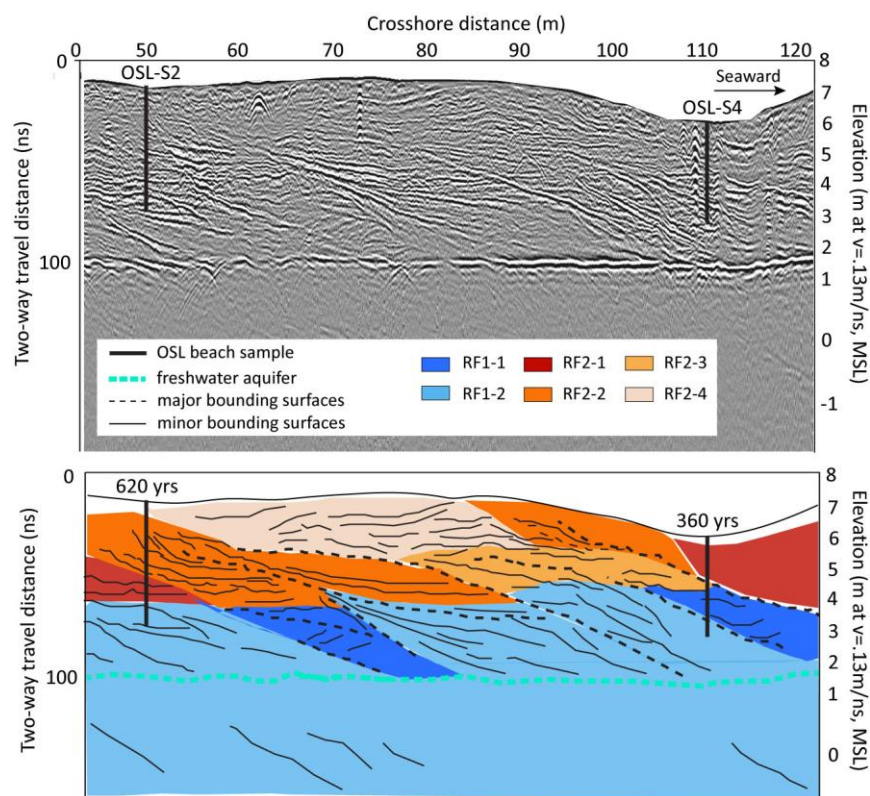 Crosshore distance (m)
0 50 60 70 80 90 100 110 120
OSL-S2
OSL-S4
Seaward
Two-way travel distance (ns)
0
100
8
7
6
5
4
3
2
1
0
-1
Elevation (m at v=.13m/ns, MSL)
OSL beach sample
freshwater aquifer
major bounding surfaces
minor bounding surfaces
RF1-1
RF2-1
RF2-3
RF1-2
RF2-2
RF2-4
620 yrs
360 yrs
Two-way travel distance (ns)
0
100
8
7
6
5
4
3
2
1
0
Elevation (m at v=.13m/ns, MSL)